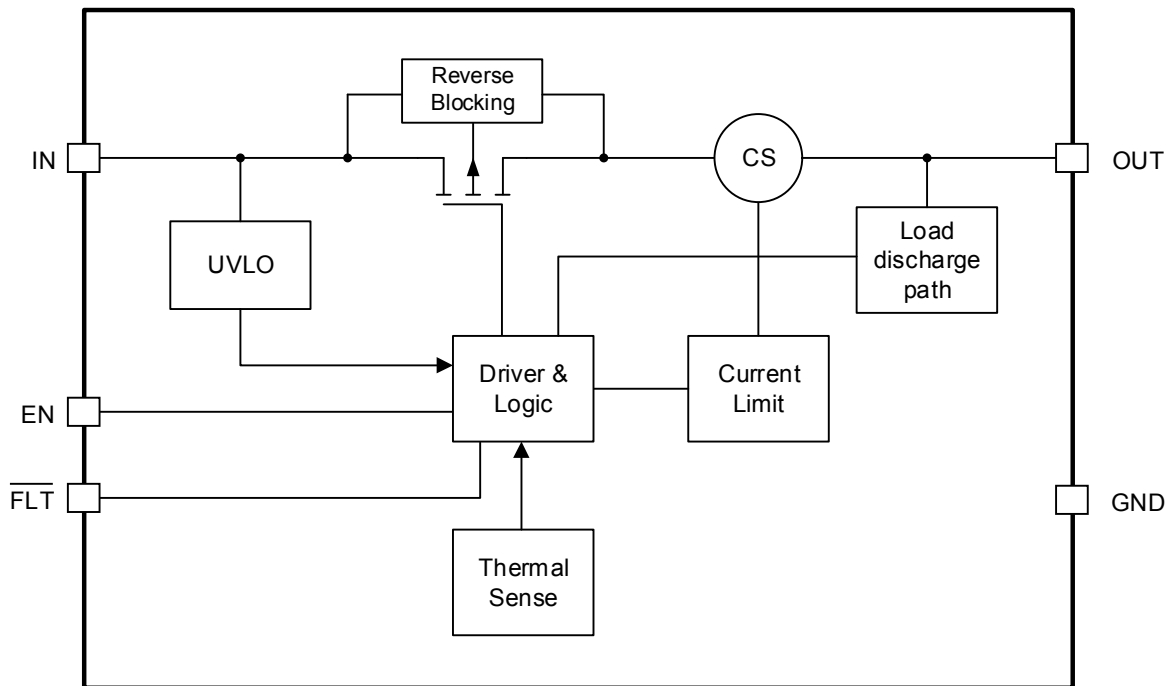 Reverse
Blocking
IN
CS
OUT
UVLO
Load
discharge
path
Driver &
Logic
Current
Limit
EN
FLT
GND
Thermal
Sense